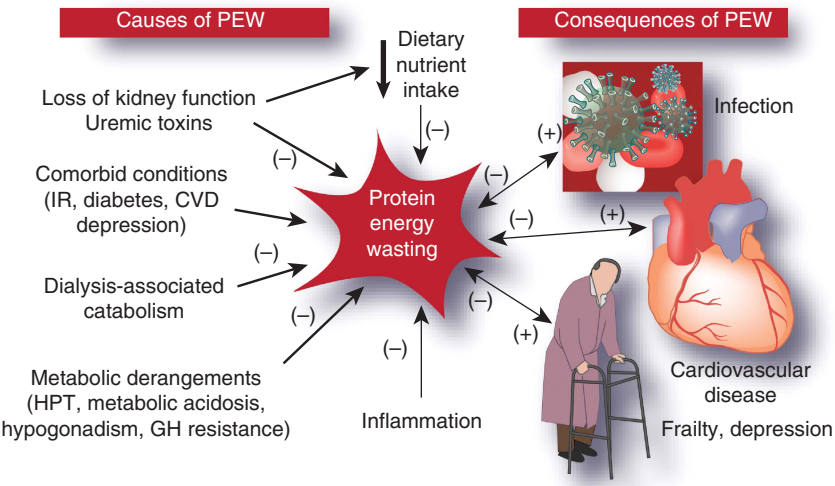 Causes of PEW
Consequences of PEW
Dietary
nutrient
intake
Loss of kidney function
Uremic toxins
(–)
(–)
Comorbid conditions
(IR, diabetes, CVD
depression)
(–)
Dialysis-associated
catabolism
(–)
Metabolic derangements
(HPT, metabolic acidosis,
hypogonadism, GH resistance)
(–)
Inflammation
Protein
energy
wasting
(–)
(+)
Infection
(–)
(+)
(–)
(+)
Cardiovascular
disease
Frailty, depression